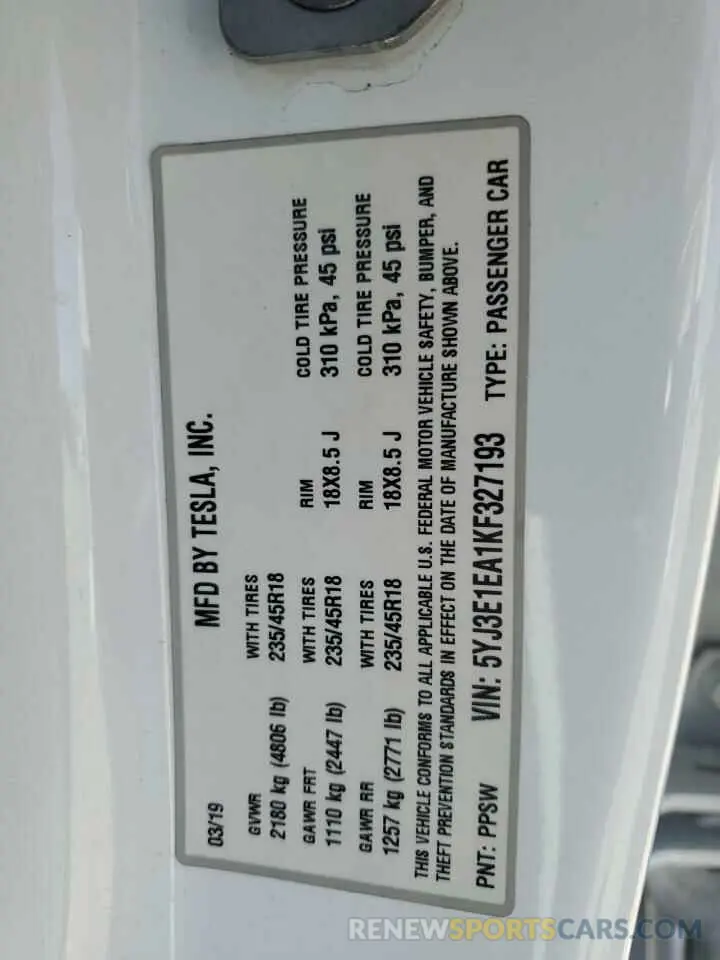 MFD BY TESLA, INC.
03/19
GVWR WITH TIRES
2180 kg (4806 lb) 235/45R18
GAWR FRT WITH TIRES RIM COLD TIRE PRESSURE
1110 kg (2447 lb) 235/45R18 18X8.5 J 310 kPa, 45 psi
GAWR RR WITH TIRES RIM COLD TIRE PRESSURE
1257 kg (2771 lb) 235/45R18 18X8.5 J 310 kPa, 45 psi
THIS VEHICLE CONFORMS TO ALL APPLICABLE U.S. FEDERAL MOTOR VEHICLE SAFETY, BUMPER, AND
THEFT PREVENTION STANDARDS IN EFFECT ON THE DATE OF MANUFACTURE SHOWN ABOVE.
PNT: PPSW VIN: 5YJ3E1EA1KF327193 TYPE: PASSENGER CAR
RENEWSPORTSCARS.COM